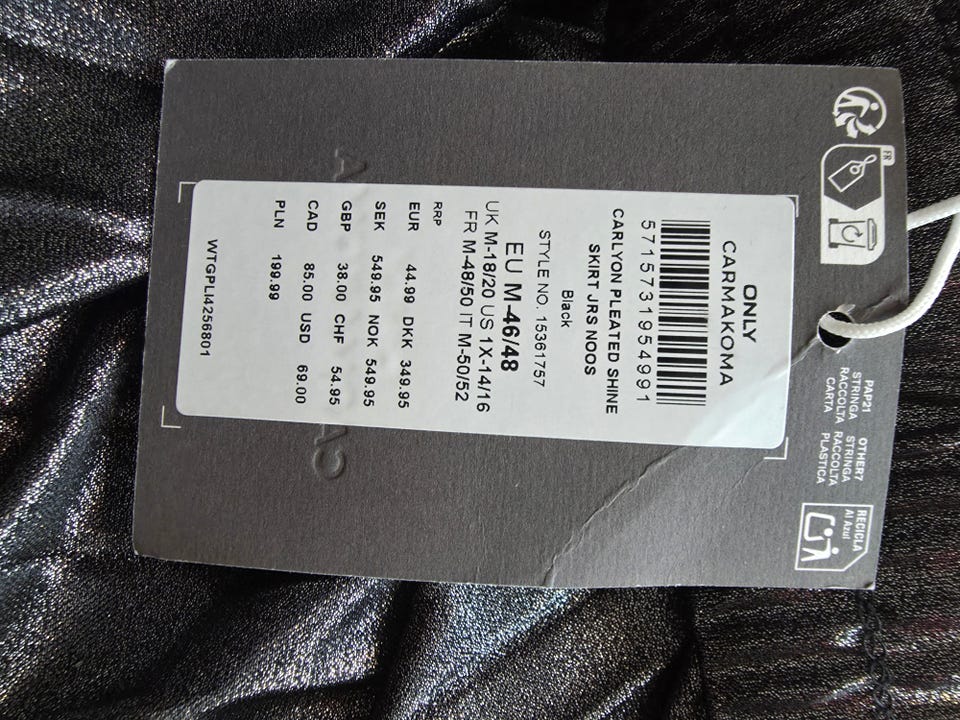 FR
PAP21
STRINGA
RACCOLTA
CARTA
OTHER7
STRINGA
RACCOLTA
PLASTICA
RECICLA
Al Azul
ONLY
CARMAKOMA
5715731954991
CARLYON PLEATED SHINE
SKIRT JRS NOOS
Black
STYLE NO. 15361757
EU M-46/48
UK M-18/20 US 1X-14/16
FR M-48/50 IT M-50/52
RRP
EUR 44.99 DKK 349.95
SEK 549.95 NOK 549.95
GBP 38.00 CHF 54.95
CAD 85.00 USD 69.00
PLN 199.99
WTGPLI4256801